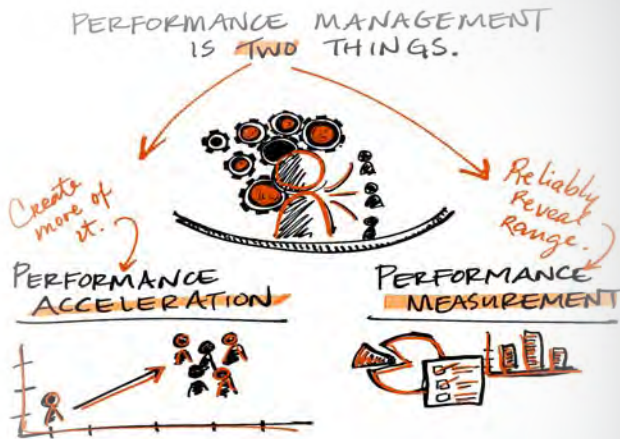 PERFORMANCE MANAGEMENT
IS TWO THINGS.
Create
more of
it.
Reliably
reveal
Range.
PERFORMANCE
ACCELERATION
PERFORMANCE
MEASUREMENT